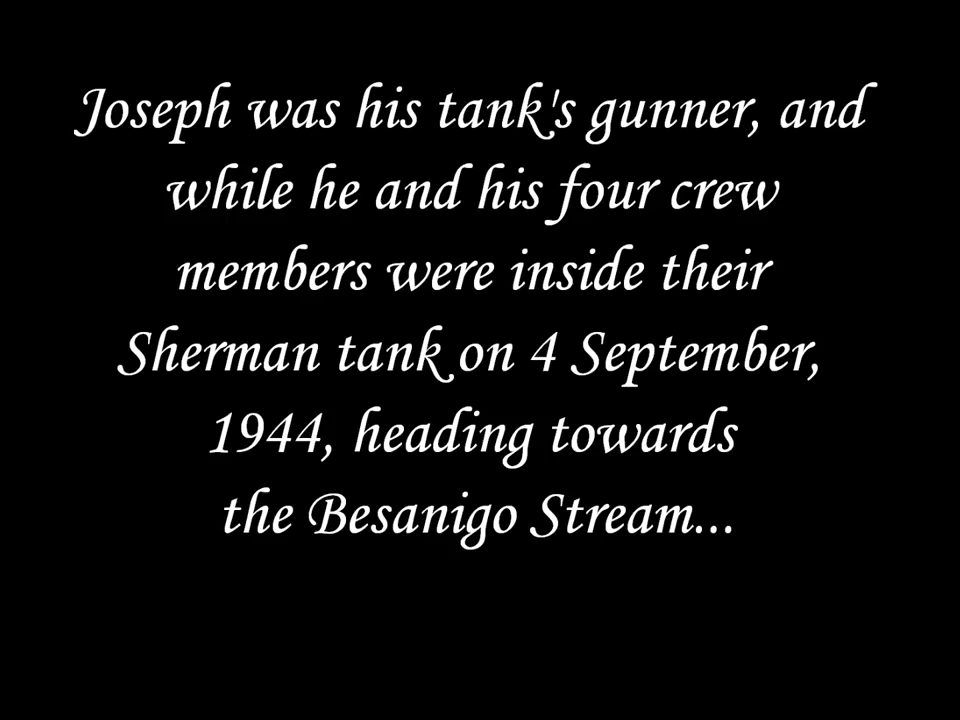 Joseph was his tank's gunner, and
while he and his four crew
members were inside their
Sherman tank on 4 September,
1944, heading towards
the Besanigo Stream...